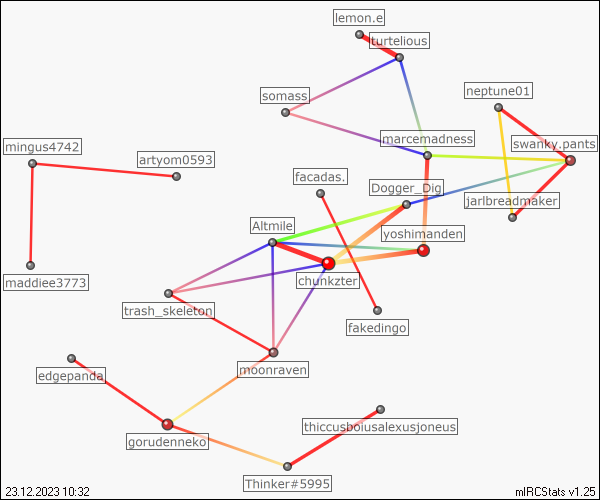 lemon.e
turtelious
neptune01
somass
marcemadness
swanky.pants
mingus4742
artyom0593
facadas.
Dogger_Dig
jarlbreadmaker
Altmile
yoshimanden
maddiee3773
chunkzter
trash_skeleton
fakedingo
moonraven
edgepanda
thiccusboiusalexusjoneus
gorudenneko
Thinker#5995
23.12.2023 10:32
mIRCStats v1.25